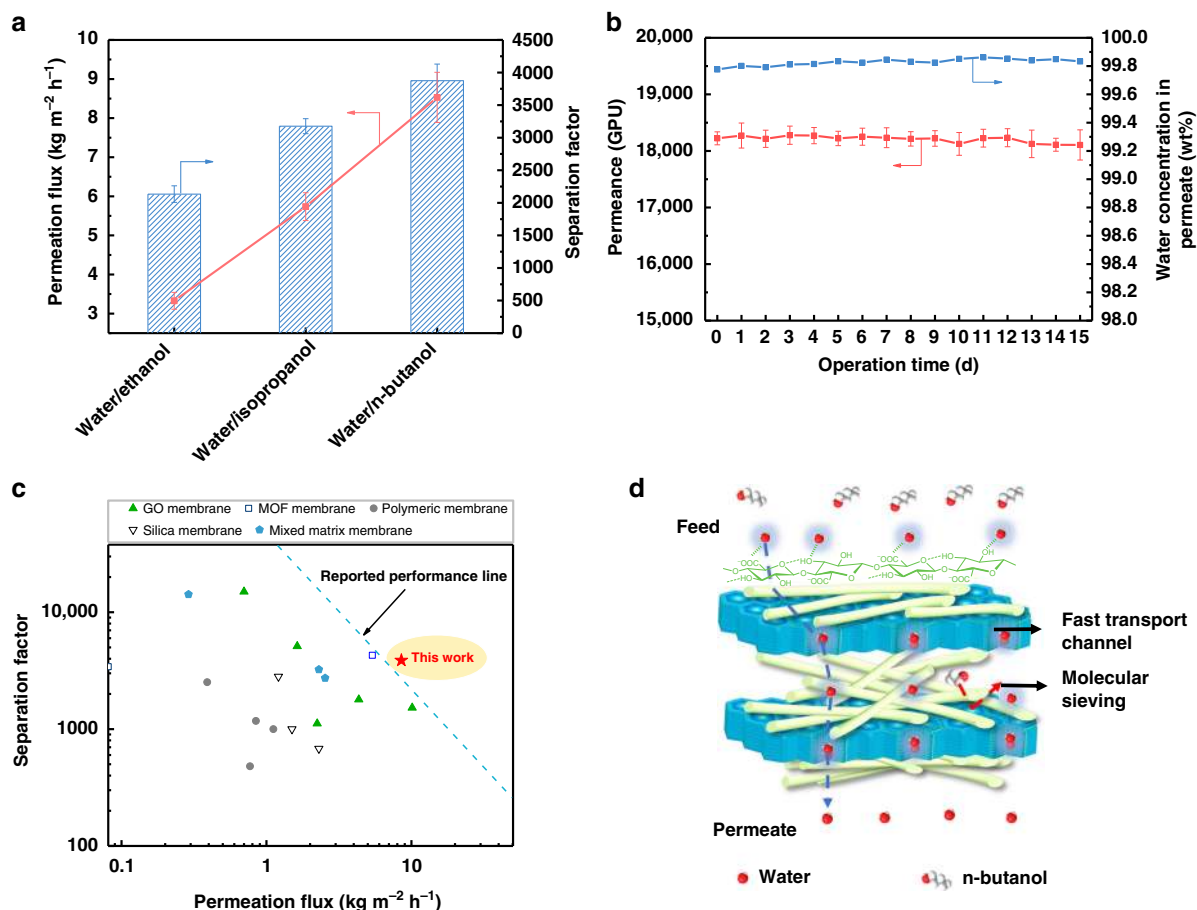 a
Permeation flux (kg m⁻² h⁻¹)
10
9
8
7
6
5
4
3
4500
4000
3500
3000
2500
2000
1500
1000
500
0
Separation factor
Water/ethanol
Water/isopropanol
Water/n-butanol
b
Permeance (GPU)
20,000
19,000
18,000
17,000
16,000
15,000
100.0
99.8
99.6
99.4
99.2
99.0
98.8
98.6
98.4
98.2
98.0
Water concentration in
permeate (wt%)
0 1 2 3 4 5 6 7 8 9 10 11 12 13 14 15
Operation time (d)
c
GO membrane MOF membrane Polymeric membrane
Silica membrane Mixed matrix membrane
Reported performance line
This work
Separation factor
10,000
1000
100
0.1 1 10
Permeation flux (kg m⁻² h⁻¹)
d
Feed
Fast transport
channel
Molecular
sieving
Permeate
Water
n-butanol